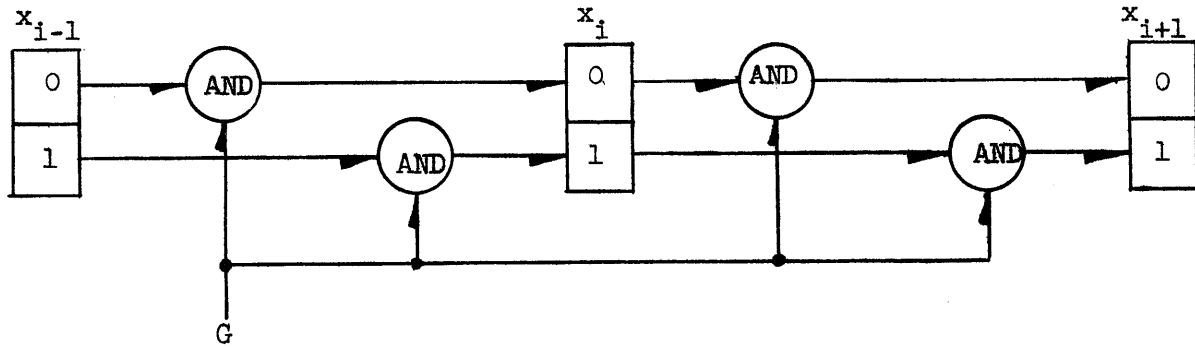 x_{i-1} x_i x_{i+1}
0 AND 0 AND 0
1 AND 1 AND 1
G